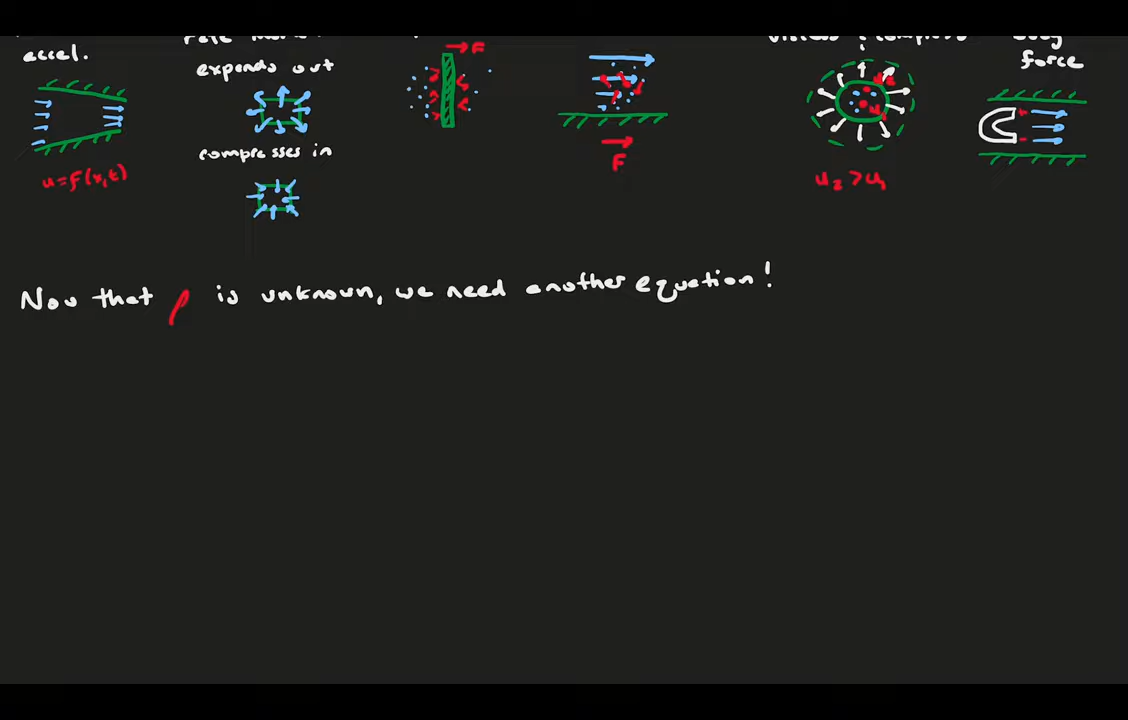 accel.
expands out
F
force
compresses in
F
u=f(x,t)
u₂>u₁
Now that ρ is unknown, we need another equation!